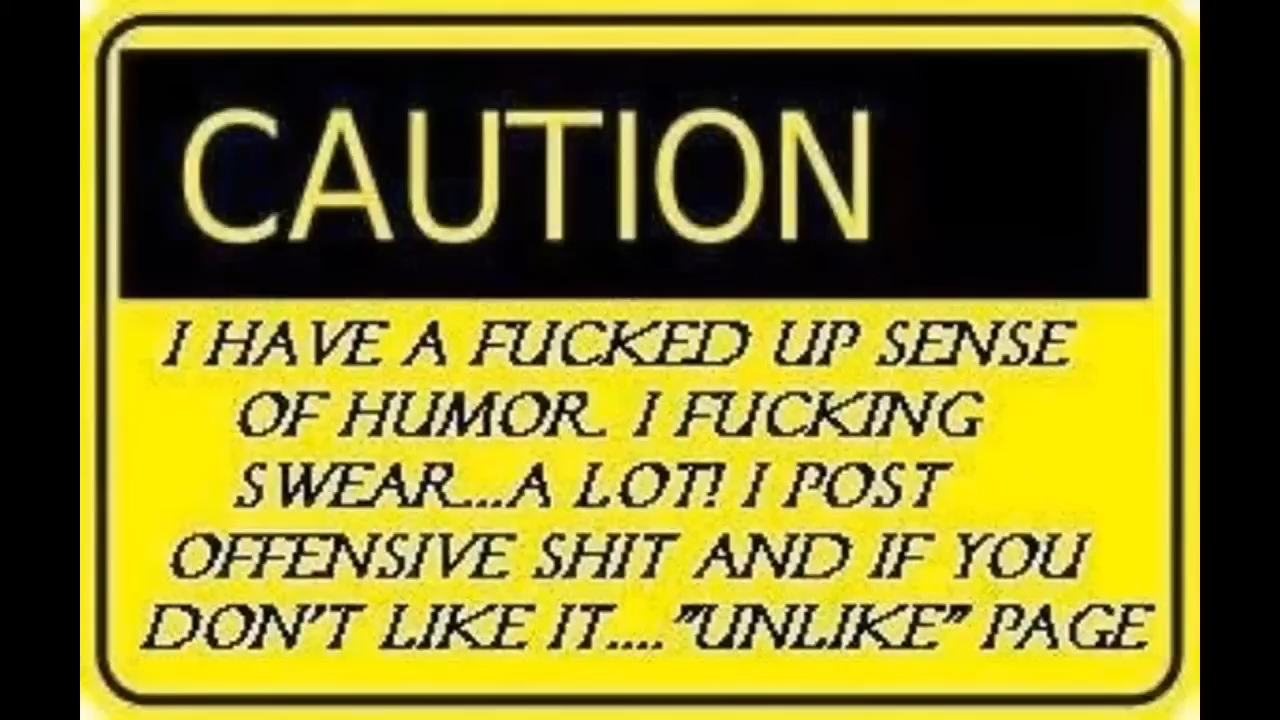 CAUTION
I HAVE A FUCKED UP SENSE
OF HUMOR. I FUCKING
SWEAR...A LOT! I POST
OFFENSIVE SHIT AND IF YOU
DON'T LIKE IT...."UNLIKE" PAGE